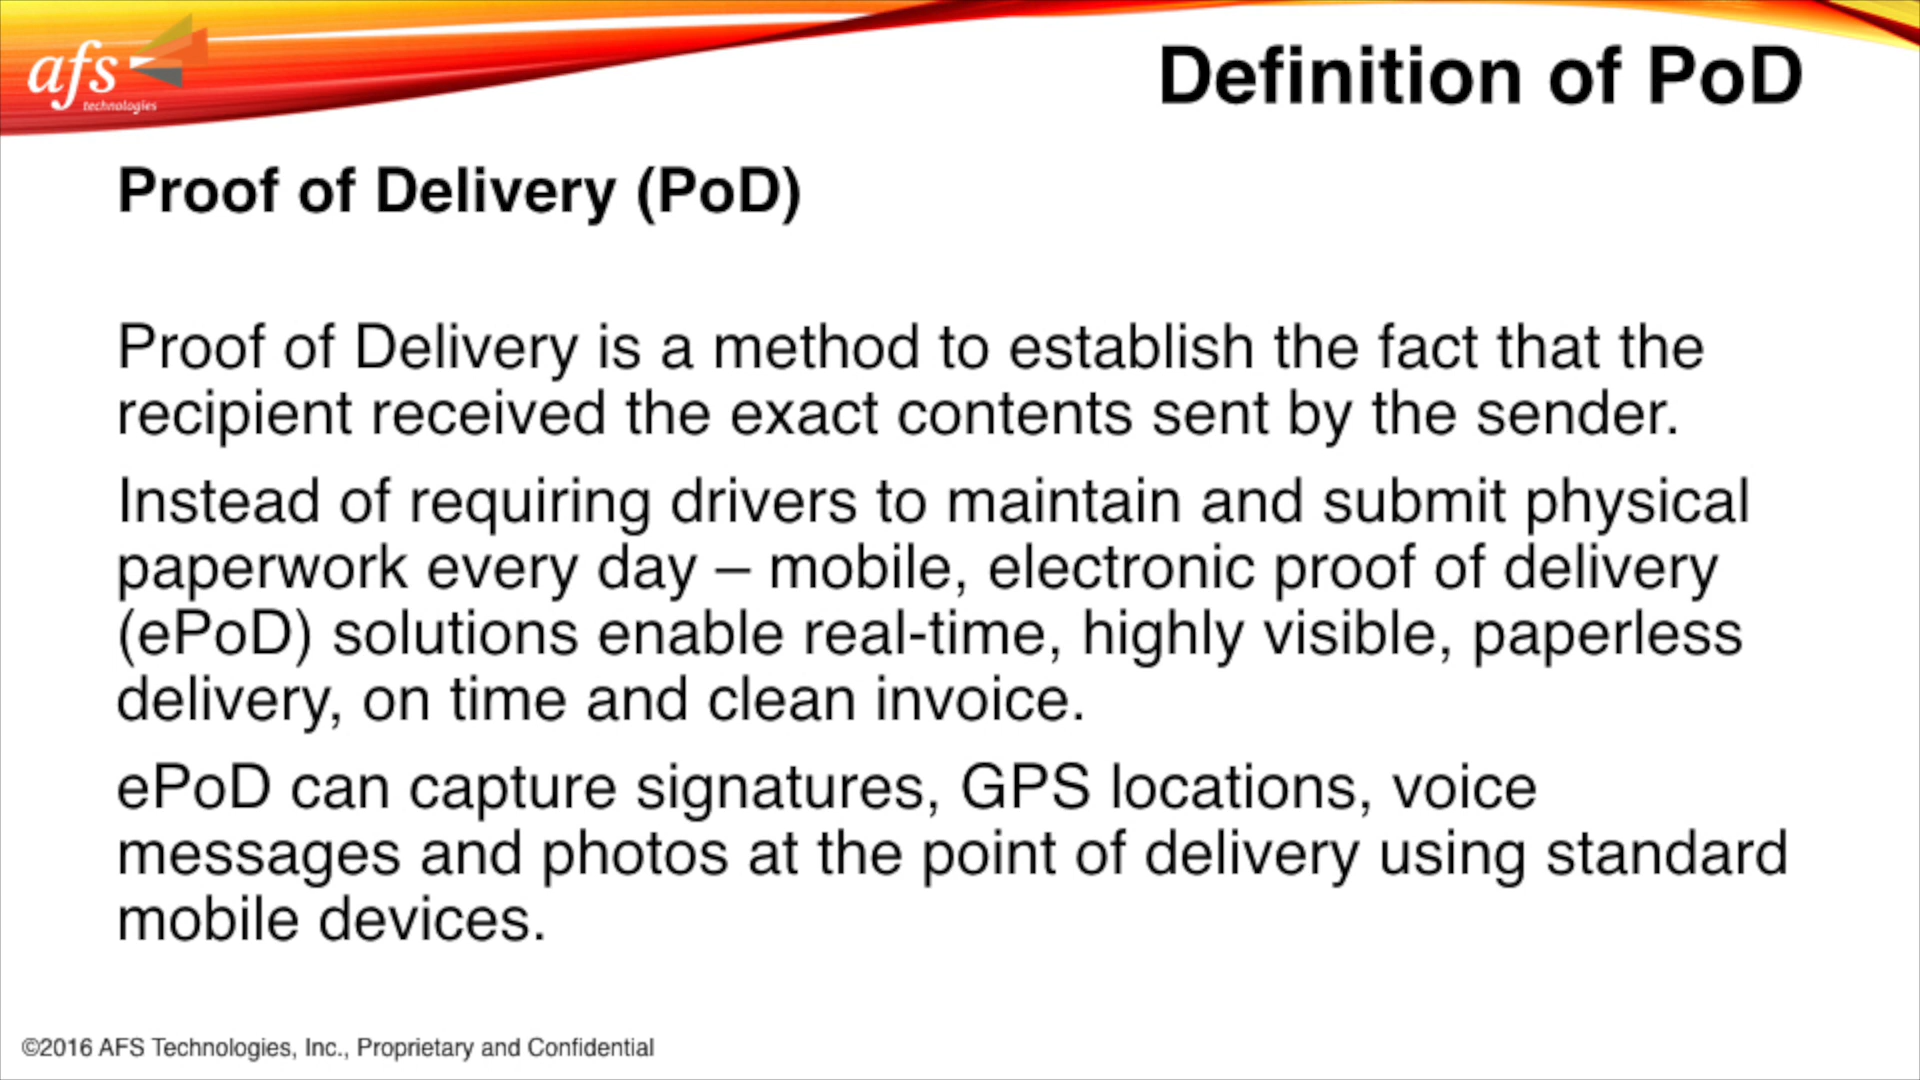 afs
technologies
Definition of PoD
Proof of Delivery (PoD)
Proof of Delivery is a method to establish the fact that the
recipient received the exact contents sent by the sender.
Instead of requiring drivers to maintain and submit physical
paperwork every day – mobile, electronic proof of delivery
(ePoD) solutions enable real-time, highly visible, paperless
delivery, on time and clean invoice.
ePoD can capture signatures, GPS locations, voice
messages and photos at the point of delivery using standard
mobile devices.
©2016 AFS Technologies, Inc., Proprietary and Confidential